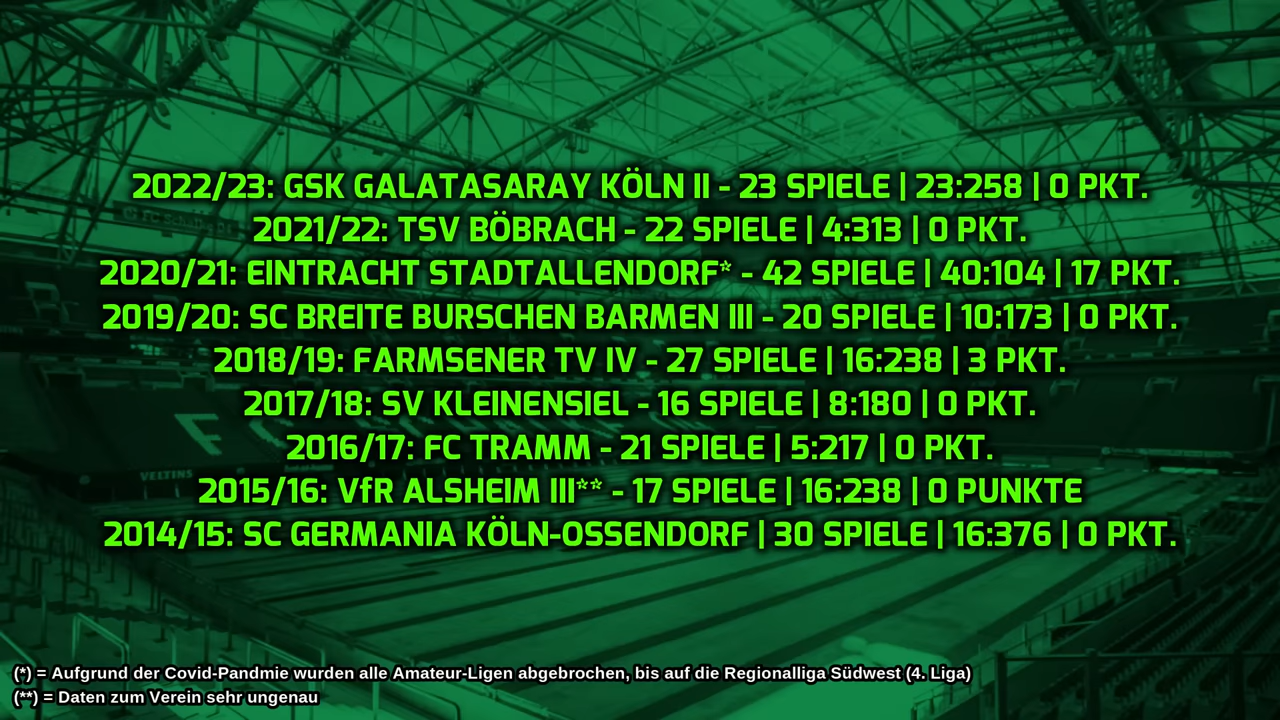 2022/23: GSK GALATASARAY KÖLN II - 23 SPIELE | 23:258 | 0 PKT.
2021/22: TSV BÖBRACH - 22 SPIELE | 4:313 | 0 PKT.
2020/21: EINTRACHT STADTALLENDORF* - 42 SPIELE | 40:104 | 17 PKT.
2019/20: SC BREITE BURSCHEN BARMEN III - 20 SPIELE | 10:173 | 0 PKT.
2018/19: FARMSENER TV IV - 27 SPIELE | 16:238 | 3 PKT.
2017/18: SV KLEINENSIEL - 16 SPIELE | 8:180 | 0 PKT.
2016/17: FC TRAMM - 21 SPIELE | 5:217 | 0 PKT.
VELTINS
2015/16: VfR ALSHEIM III** - 17 SPIELE | 16:238 | 0 PUNKTE
2014/15: SC GERMANIA KÖLN-OSSENDORF | 30 SPIELE | 16:376 | 0 PKT.
(*) = Aufgrund der Covid-Pandmie wurden alle Amateur-Ligen abgebrochen, bis auf die Regionalliga Südwest (4. Liga)
(**) = Daten zum Verein sehr ungenau